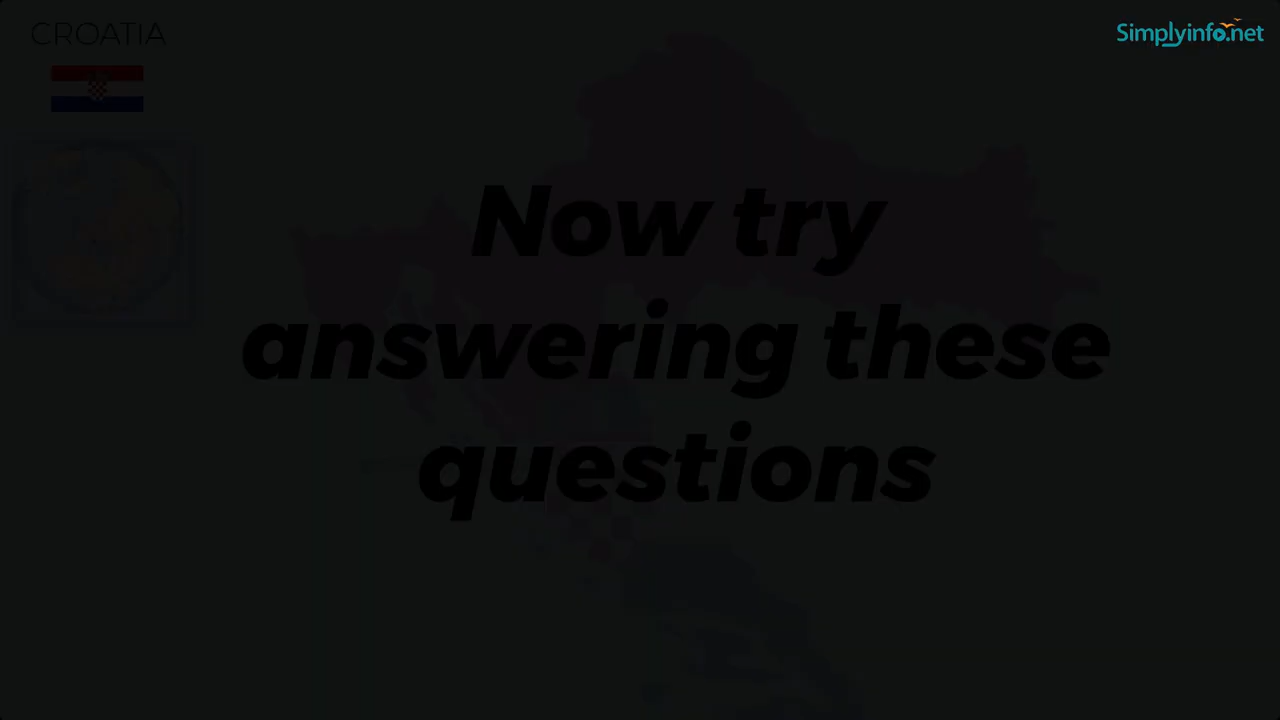 CROATIA
Simplyinfo.net
Now try
answering these
questions